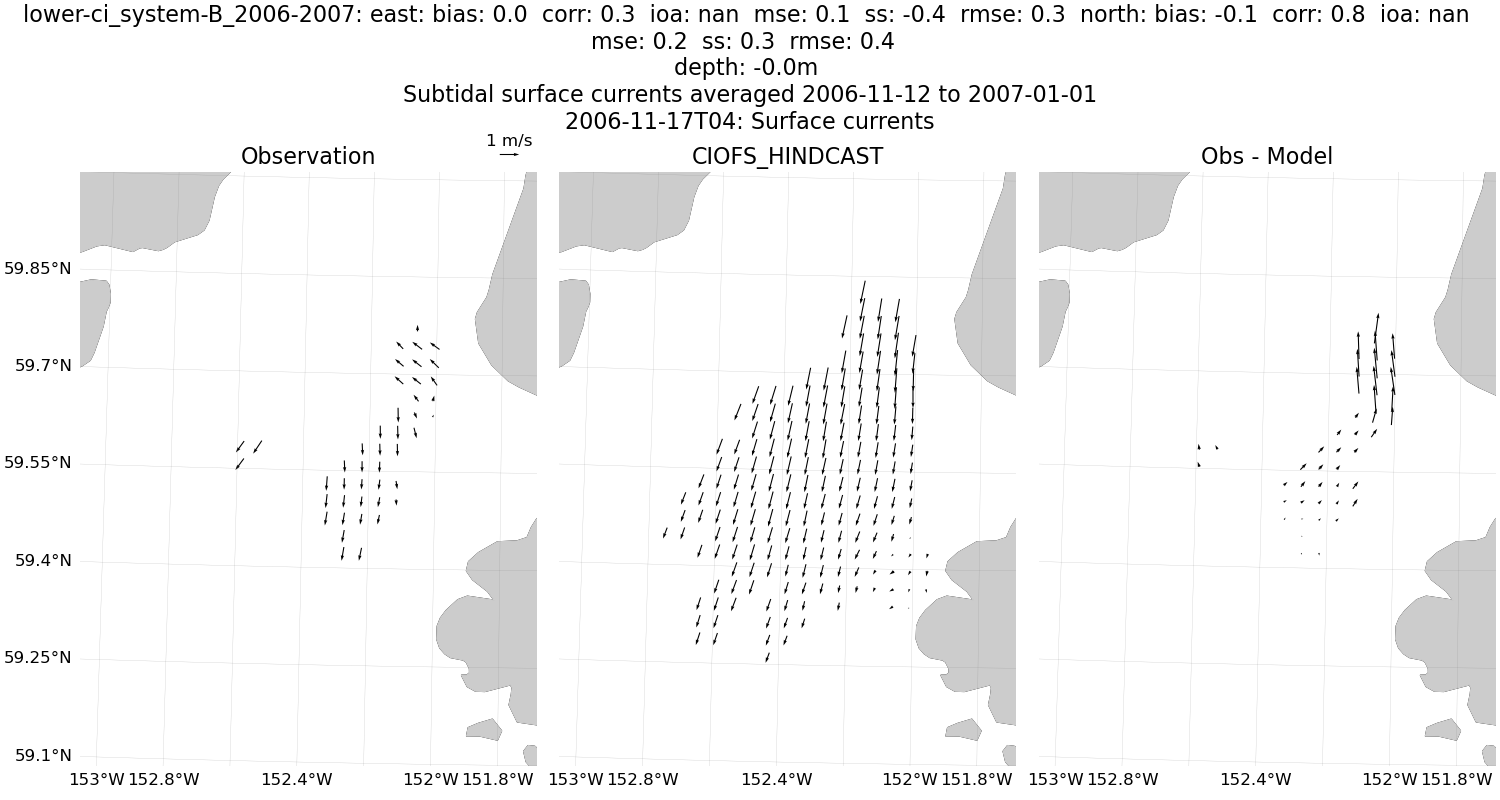 lower-ci_system-B_2006-2007: east: bias: 0.0  corr: 0.3  ioa: nan  mse: 0.1  ss: -0.4  rmse: 0.3  north: bias: -0.1  corr: 0.8  ioa: nan
mse: 0.2  ss: 0.3  rmse: 0.4
depth: -0.0m
Subtidal surface currents averaged 2006-11-12 to 2007-01-01
2006-11-17T04: Surface currents
1 m/s
Observation
CIOFS_HINDCAST
Obs - Model
59.85°N
59.7°N
59.55°N
59.4°N
59.25°N
59.1°N
153°W 152.8°W 152.4°W 152°W 151.8°W
153°W 152.8°W 152.4°W 152°W 151.8°W
153°W 152.8°W 152.4°W 152°W 151.8°W